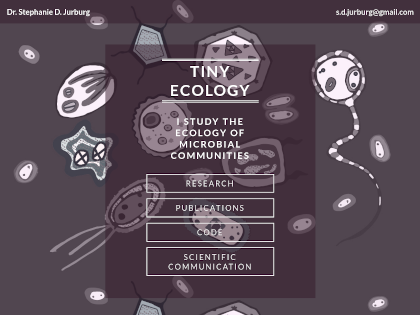 Dr. Stephanie D. Jurburg
s.d.jurburg@gmail.com
TINY
ECOLOGY
I STUDY THE
ECOLOGY OF
MICROBIAL
COMMUNITIES
RESEARCH
PUBLICATIONS
CODE
SCIENTIFIC
COMMUNICATION